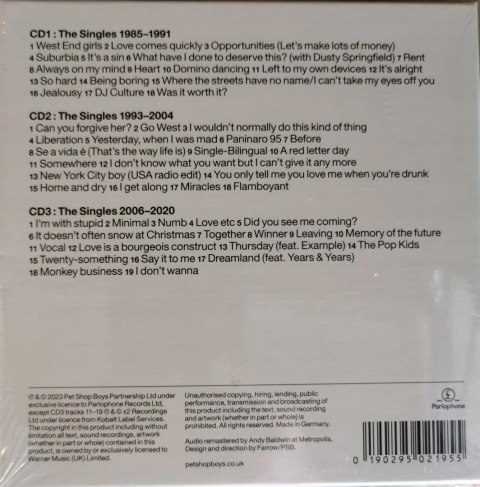 CD1 : The Singles 1985–1991
1 West End girls 2 Love comes quickly 3 Opportunities (Let's make lots of money)
4 Suburbia 5 It's a sin 6 What have I done to deserve this? (with Dusty Springfield) 7 Rent
8 Always on my mind 9 Heart 10 Domino dancing 11 Left to my own devices 12 It's alright
13 So hard 14 Being boring 15 Where the streets have no name/I can't take my eyes off you
16 Jealousy 17 DJ Culture 18 Was it worth it?
CD2 : The Singles 1993–2004
1 Can you forgive her? 2 Go West 3 I wouldn't normally do this kind of thing
4 Liberation 5 Yesterday, when I was mad 6 Paninaro 95 7 Before
8 Se a vida é (That's the way life is) 9 Single-Bilingual 10 A red letter day
11 Somewhere 12 I don't know what you want but I can't give it any more
13 New York City boy (USA radio edit) 14 You only tell me you love me when you're drunk
15 Home and dry 16 I get along 17 Miracles 18 Flamboyant
CD3 : The Singles 2006–2020
1 I'm with stupid 2 Minimal 3 Numb 4 Love etc 5 Did you see me coming?
6 It doesn't often snow at Christmas 7 Together 8 Winner 9 Leaving 10 Memory of the future
11 Vocal 12 Love is a bourgeois construct 13 Thursday (feat. Example) 14 The Pop Kids
15 Twenty-something 16 Say it to me 17 Dreamland (feat. Years & Years)
18 Monkey business 19 I don't wanna
℗ & © 2023 Pet Shop Boys Partnership Ltd under
exclusive licence to Parlophone Records Ltd,
except CD3 tracks 11–19 ℗ & © x2 Recordings
Ltd under licence from Kobalt Label Services.
The copyright in this product including without
limitation all text, sound recordings, artwork
(whether in part or whole) contained in this
product, is owned by or exclusively licensed to
Warner Music (UK) Limited.
Unauthorised copying, hiring, lending, public
performance, transmission and broadcasting of
this product including the text, sound recording
and artwork (whether in part or whole) is
prohibited. All rights reserved. Made in Germany.
Audio remastered by Andy Baldwin at Metropolis.
Design and direction by Farrow/PSB.
petshopboys.co.uk
Parlophone
0 190295 021955